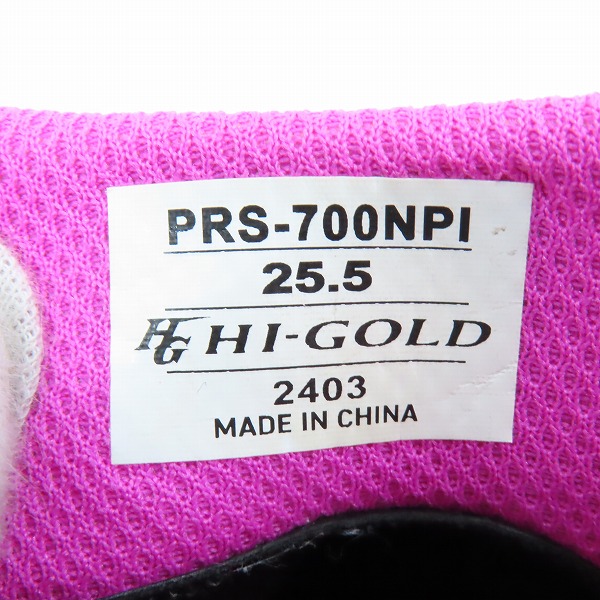 PRS-700NPI
25.5
HG HI-GOLD
2403
MADE IN CHINA